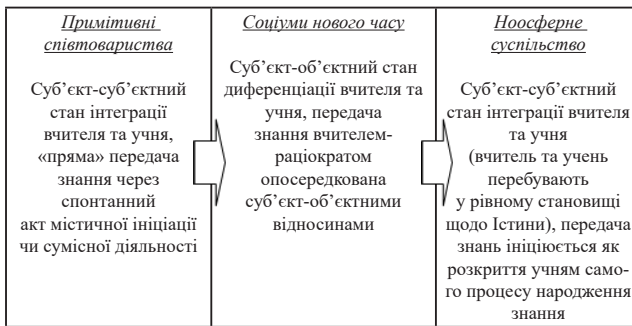 Примітивні
співтовариства
Суб’єкт-суб’єктний
стан інтеграції
вчителя та учня,
«пряма» передача
знання через
спонтанний
акт містичної ініціації
чи сумісної діяльності
Соціуми нового часу
Суб’єкт-об’єктний стан
диференціації вчителя та
учня, передача
знання вчителем-
раціократом
опосередкована
суб’єкт-об’єктними
відносинами
Ноосферне
суспільство
Суб’єкт-суб’єктний
стан інтеграції вчителя
та учня
(вчитель та учень
перебувають
у рівному становищі
щодо Істини), передача
знань ініціюється як
розкриття учням само-
го процесу народження
знання